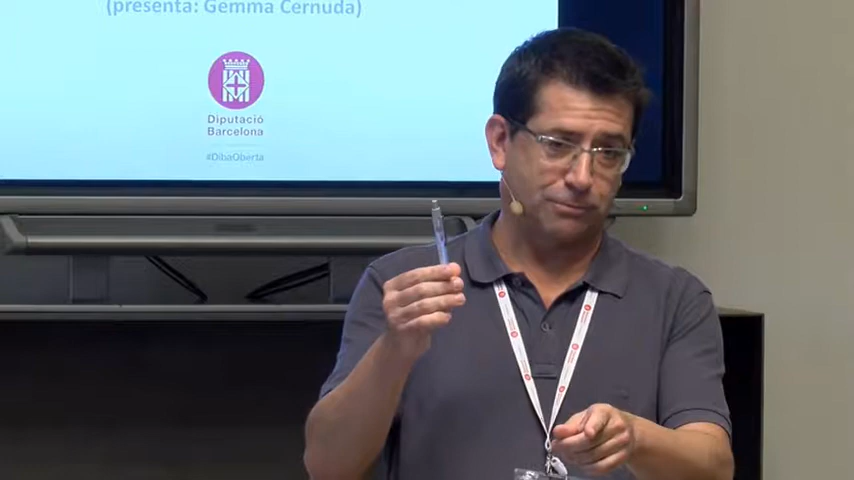 (presenta: Gemma Cernuda)
Diputació
Barcelona
#DibaOberta